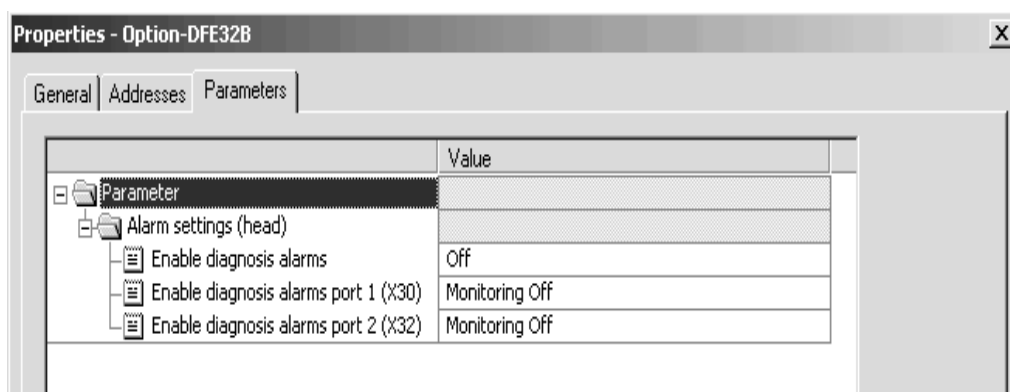 Properties - Option-DFE32B X
General Addresses Parameters
Value
Parameter
Alarm settings (head)
Enable diagnosis alarms Off
Enable diagnosis alarms port 1 (X30) Monitoring Off
Enable diagnosis alarms port 2 (X32) Monitoring Off